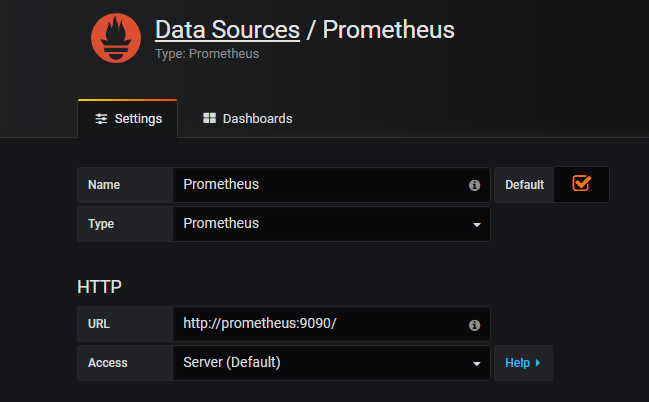 Data Sources / Prometheus
Type: Prometheus
Settings
Dashboards
Name
Prometheus
Default
Type
Prometheus
HTTP
URL
http://prometheus:9090/
Access
Server (Default)
Help